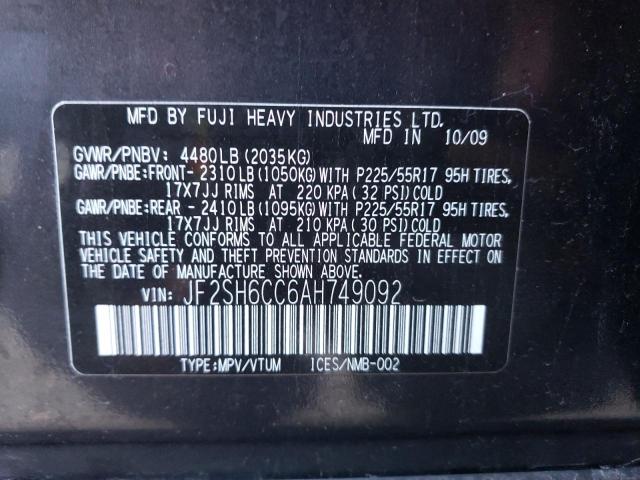 MFD BY FUJI HEAVY INDUSTRIES LTD.
MFD IN 10/09
GVWR/PNBV: 4480LB (2035KG)
GAWR/PNBE:FRONT- 2310LB (1050KG) WITH P225/55R17 95H TIRES,
17X7JJ RIMS AT 220 KPA (32 PSI) COLD
GAWR/PNBE:REAR - 2410LB (1095KG) WITH P225/55R17 95H TIRES,
17X7JJ RIMS AT 210 KPA (30 PSI) COLD
THIS VEHICLE CONFORMS TO ALL APPLICABLE FEDERAL MOTOR
VEHICLE SAFETY AND THEFT PREVENTION STANDARDS IN EFFECT
ON THE DATE OF MANUFACTURE SHOWN ABOVE.
VIN: JF2SH6CC6AH749092
TYPE:MPV/VTUM ICES/NMB-002